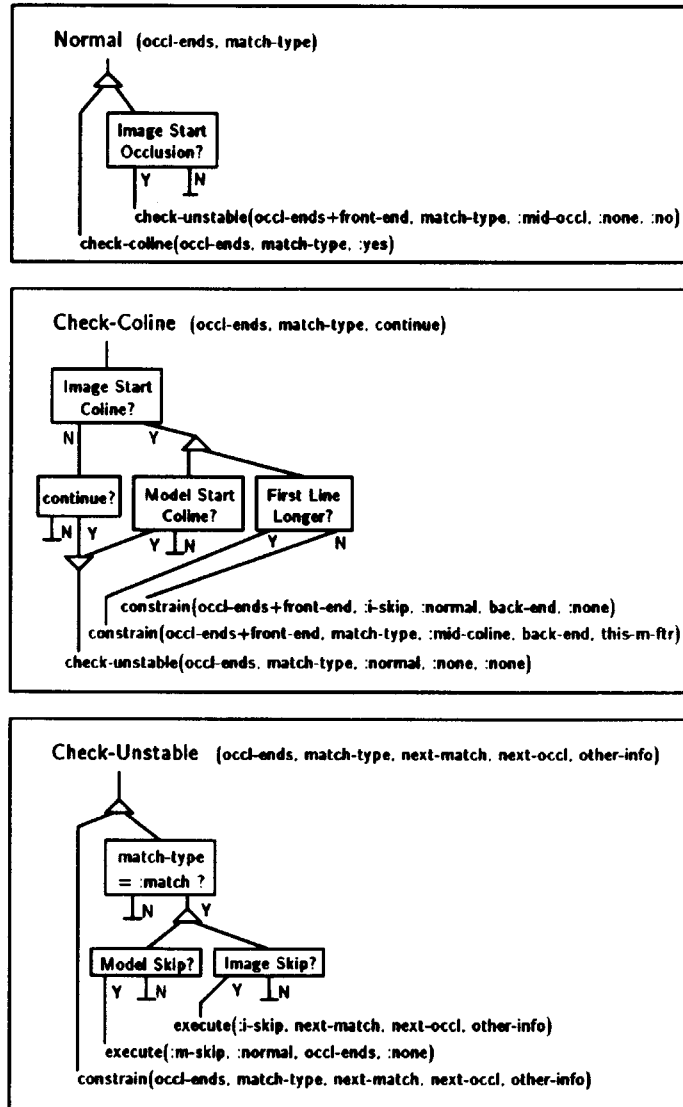 Normal (occl-ends, match-type)
Image Start
Occlusion?
Y N
check-unstable(occl-ends+front-end, match-type, :mid-occl, :none, :no)
check-coline(occl-ends, match-type, :yes)
Check-Coline (occl-ends, match-type, continue)
Image Start
Coline?
N Y
continue? Model Start Coline? First Line Longer?
N Y Y N Y N
constrain(occl-ends+front-end, :i-skip, :normal, back-end, :none)
constrain(occl-ends+front-end, match-type, :mid-coline, back-end, this-m-ftr)
check-unstable(occl-ends, match-type, :normal, :none, :none)
Check-Unstable (occl-ends, match-type, next-match, next-occl, other-info)
match-type
= :match ?
N Y
Model Skip? Image Skip?
Y N Y N
execute(:i-skip, next-match, next-occl, other-info)
execute(:m-skip, :normal, occl-ends, :none)
constrain(occl-ends, match-type, next-match, next-occl, other-info)